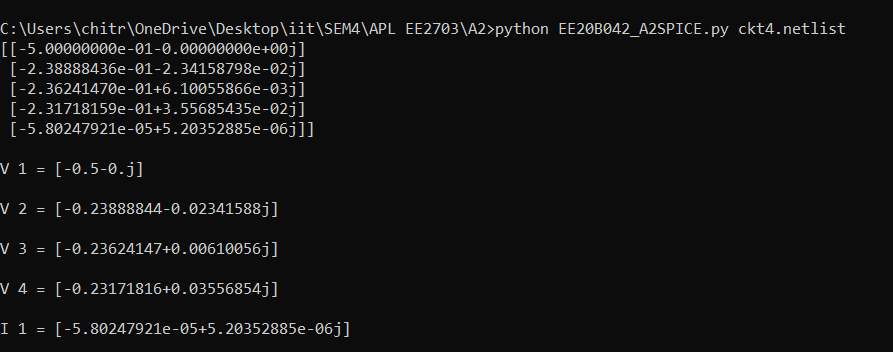 C:\Users\chitr\OneDrive\Desktop\iit\SEM4\APL EE2703\A2>python EE20B042_A2SPICE.py ckt4.netlist
[[-5.00000000e-01-0.00000000e+00j]
 [-2.38888436e-01-2.34158798e-02j]
 [-2.36241470e-01+6.10055866e-03j]
 [-2.31718159e-01+3.55685435e-02j]
 [-5.80247921e-05+5.20352885e-06j]]
V 1 = [-0.5-0.j]
V 2 = [-0.23888844-0.02341588j]
V 3 = [-0.23624147+0.00610056j]
V 4 = [-0.23171816+0.03556854j]
I 1 = [-5.80247921e-05+5.20352885e-06j]